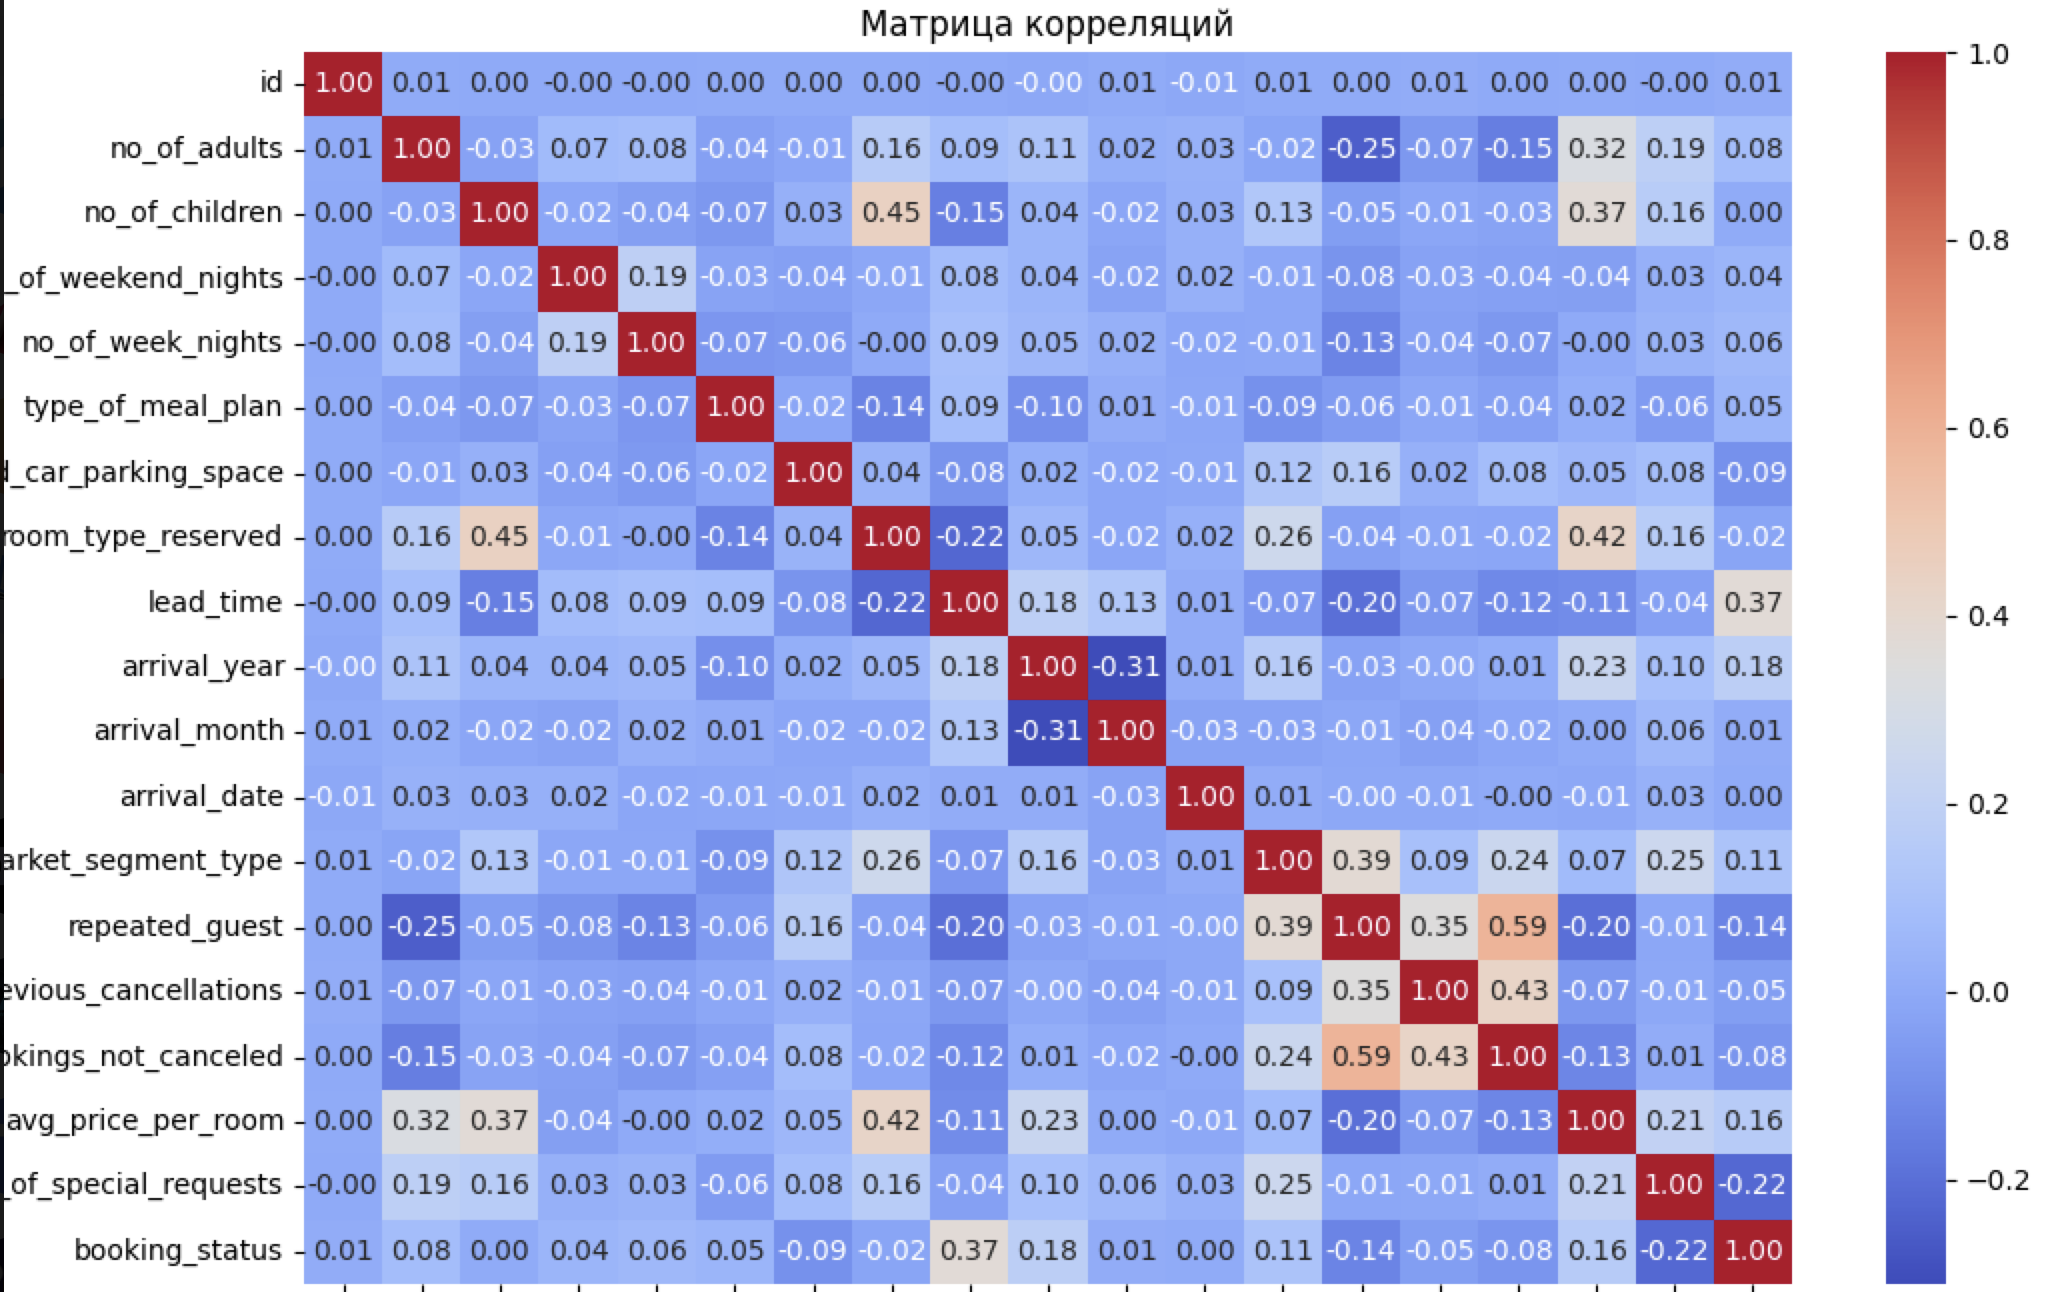 Матрица корреляций
id 1.00 0.01 0.00 -0.00 -0.00 0.00 0.00 0.00 -0.00 -0.00 0.01 -0.01 0.01 0.00 0.01 0.00 0.00 -0.00 0.01
no_of_adults 0.01 1.00 -0.03 0.07 0.08 -0.04 -0.01 0.16 0.09 0.11 0.02 0.03 -0.02 -0.25 -0.07 -0.15 0.32 0.19 0.08
no_of_children 0.00 -0.03 1.00 -0.02 -0.04 -0.07 0.03 0.45 -0.15 0.04 -0.02 0.03 0.13 -0.05 -0.01 -0.03 0.37 0.16 0.00
_of_weekend_nights -0.00 0.07 -0.02 1.00 0.19 -0.03 -0.04 -0.01 0.08 0.04 -0.02 0.02 -0.01 -0.08 -0.03 -0.04 -0.04 0.03 0.04
no_of_week_nights -0.00 0.08 -0.04 0.19 1.00 -0.07 -0.06 -0.00 0.09 0.05 0.02 -0.02 -0.01 -0.13 -0.04 -0.07 -0.00 0.03 0.06
type_of_meal_plan 0.00 -0.04 -0.07 -0.03 -0.07 1.00 -0.02 -0.14 0.09 -0.10 0.01 -0.01 -0.09 -0.06 -0.01 -0.04 0.02 -0.06 0.05
d_car_parking_space 0.00 -0.01 0.03 -0.04 -0.06 -0.02 1.00 0.04 -0.08 0.02 -0.02 -0.01 0.12 0.16 0.02 0.08 0.05 0.08 -0.09
room_type_reserved 0.00 0.16 0.45 -0.01 -0.00 -0.14 0.04 1.00 -0.22 0.05 -0.02 0.02 0.26 -0.04 -0.01 -0.02 0.42 0.16 -0.02
lead_time -0.00 0.09 -0.15 0.08 0.09 0.09 -0.08 -0.22 1.00 0.18 0.13 0.01 -0.07 -0.20 -0.07 -0.12 -0.11 -0.04 0.37
arrival_year -0.00 0.11 0.04 0.04 0.05 -0.10 0.02 0.05 0.18 1.00 -0.31 0.01 0.16 -0.03 -0.00 0.01 0.23 0.10 0.18
arrival_month 0.01 0.02 -0.02 -0.02 0.02 0.01 -0.02 -0.02 0.13 -0.31 1.00 -0.03 -0.03 -0.01 -0.04 -0.02 0.00 0.06 0.01
arrival_date -0.01 0.03 0.03 0.02 -0.02 -0.01 -0.01 0.02 0.01 0.01 -0.03 1.00 0.01 -0.00 -0.01 -0.00 -0.01 0.03 0.00
arket_segment_type 0.01 -0.02 0.13 -0.01 -0.01 -0.09 0.12 0.26 -0.07 0.16 -0.03 0.01 1.00 0.39 0.09 0.24 0.07 0.25 0.11
repeated_guest 0.00 -0.25 -0.05 -0.08 -0.13 -0.06 0.16 -0.04 -0.20 -0.03 -0.01 -0.00 0.39 1.00 0.35 0.59 -0.20 -0.01 -0.14
evious_cancellations 0.01 -0.07 -0.01 -0.03 -0.04 -0.01 0.02 -0.01 -0.07 -0.00 -0.04 -0.01 0.09 0.35 1.00 0.43 -0.07 -0.01 -0.05
okings_not_canceled 0.00 -0.15 -0.03 -0.04 -0.07 -0.04 0.08 -0.02 -0.12 0.01 -0.02 -0.00 0.24 0.59 0.43 1.00 -0.13 0.01 -0.08
avg_price_per_room 0.00 0.32 0.37 -0.04 -0.00 0.02 0.05 0.42 -0.11 0.23 0.00 -0.01 0.07 -0.20 -0.07 -0.13 1.00 0.21 0.16
_of_special_requests -0.00 0.19 0.16 0.03 0.03 -0.06 0.08 0.16 -0.04 0.10 0.06 0.03 0.25 -0.01 -0.01 0.01 0.21 1.00 -0.22
booking_status 0.01 0.08 0.00 0.04 0.06 0.05 -0.09 -0.02 0.37 0.18 0.01 0.00 0.11 -0.14 -0.05 -0.08 0.16 -0.22 1.00
1.0
0.8
0.6
0.4
0.2
0.0
−0.2